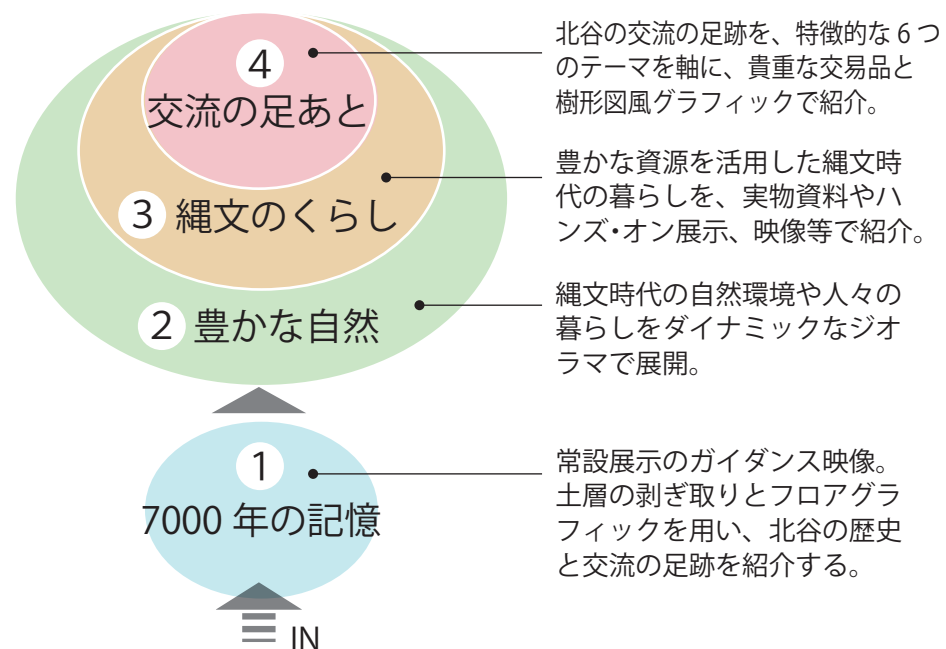 4
交流の足あと
北谷の交流の足跡を、特徴的な6つ
のテーマを軸に、貴重な交易品と
樹形図風グラフィックで紹介。
3 縄文のくらし
豊かな資源を活用した縄文時
代の暮らしを、実物資料やハ
ンズ・オン展示、映像等で紹介。
2 豊かな自然
縄文時代の自然環境や人々の
暮らしをダイナミックなジオ
ラマで展開。
1
7000 年の記憶
常設展示のガイダンス映像。
土層の剥ぎ取りとフロアグラ
フィックを用い、北谷の歴史
と交流の足跡を紹介する。
IN